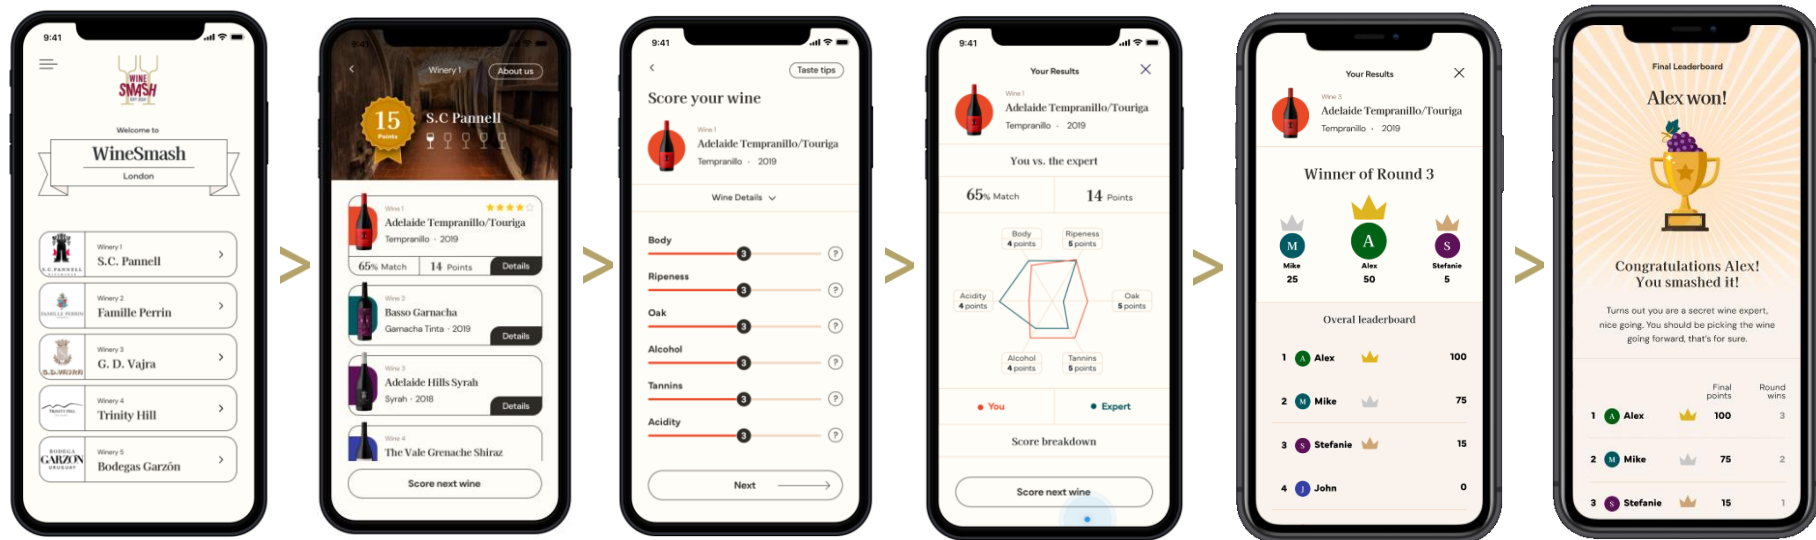 9:41
WINE
SMASH
Welcome to
WineSmash
London
Winery 1
S.C. PANNELL
S.C. Pannell
Winery 2
FAMILLE PERRIN
Famille Perrin
Winery 3
G.D. VAJRA
G. D. Vajra
Winery 4
TRINITY HILL
Trinity Hill
Winery 5
BODEGA
GARZÓN
URUGUAY
Bodegas Garzón
>
9:41
Winery 1
About us
15
Points
S.C Pannell
Wine 1
Adelaide Tempranillo/Touriga
Tempranillo · 2019
65% Match
14 Points
Details
Wine 2
Basso Garnacha
Garnacha Tinta · 2019
Details
Wine 3
Adelaide Hills Syrah
Syrah · 2018
Details
Wine 4
The Vale Grenache Shiraz
Score next wine
>
9:41
Taste tips
Score your wine
Wine 1
Adelaide Tempranillo/Touriga
Tempranillo · 2019
Wine Details
Body
3 ?
Ripeness
3 ?
Oak
3 ?
Alcohol
3 ?
Tannins
3 ?
Acidity
3 ?
Next
>
9:41
Your Results
Wine 1
Adelaide Tempranillo/Touriga
Tempranillo · 2019
You vs. the expert
65% Match
14 Points
Body
4 points
Ripeness
5 points
Acidity
4 points
Oak
5 points
Alcohol
4 points
Tannins
5 points
You
Expert
Score breakdown
Score next wine
>
Your Results
Wine 3
Adelaide Tempranillo/Touriga
Tempranillo · 2019
Winner of Round 3
M
Mike
25
A
Alex
50
S
Stefanie
5
Overal leaderboard
1 A Alex 100
2 M Mike 75
3 S Stefanie 15
4 J John 0
>
Final Leaderboard
Alex won!
Congratulations Alex!
You smashed it!
Turns out you are a secret wine expert,
nice going. You should be picking the wine
going forward, that's for sure.
Final
points
Round
wins
1 A Alex 100 3
2 M Mike 75 2
3 S Stefanie 15 1